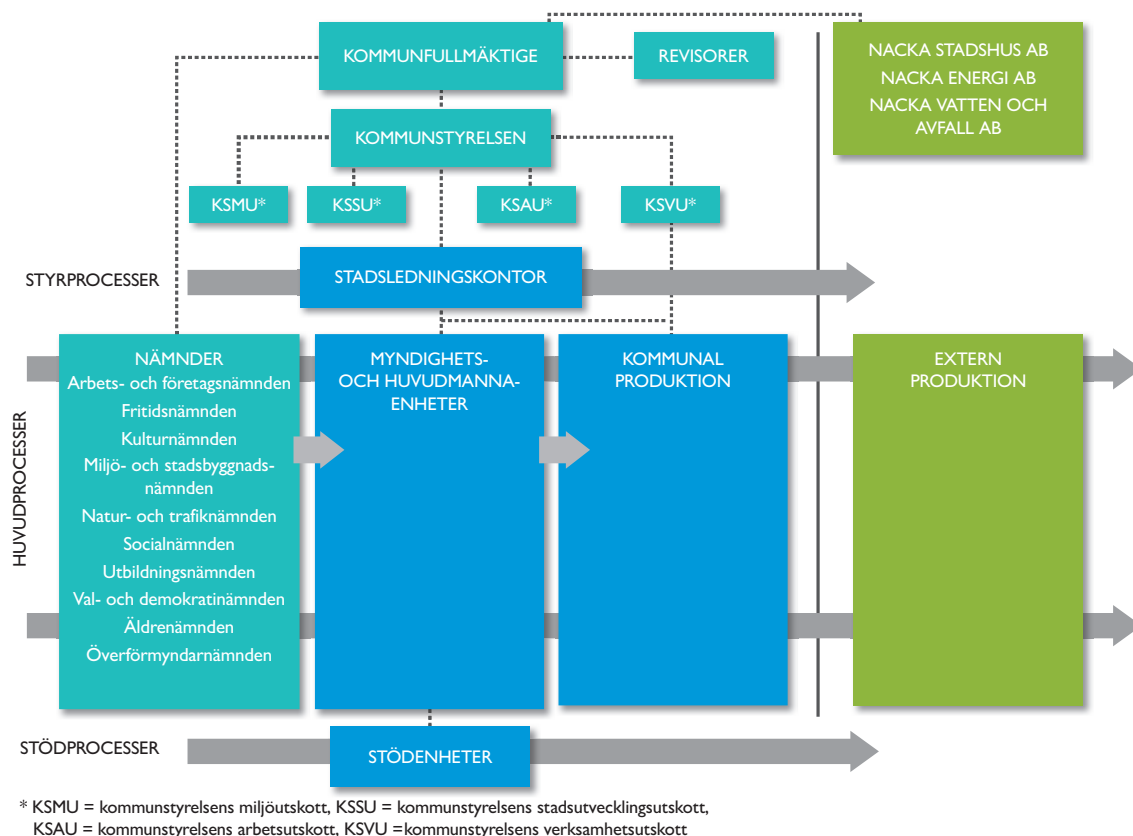 KOMMUNFULLMÄKTIGE
REVISORER
NACKA STADSHUS AB
NACKA ENERGI AB
NACKA VATTEN OCH
AVFALL AB
KOMMUNSTYRELSEN
KSMU*
KSSU*
KSAU*
KSVU*
STYRPROCESSER
STADSLEDNINGSKONTOR
HUVUDPROCESSER
NÄMNDER
Arbets- och företagsnämnden
Fritidsnämnden
Kulturnämnden
Miljö- och stadsbyggnads-
nämnden
Natur- och trafiknämnden
Socialnämnden
Utbildningsnämnden
Val- och demokratinämnden
Äldrenämnden
Överförmyndarnämnden
MYNDIGHETS-
OCH HUVUDMANNA-
ENHETER
KOMMUNAL
PRODUKTION
EXTERN
PRODUKTION
STÖDPROCESSER
STÖDENHETER
* KSMU = kommunstyrelsens miljöutskott, KSSU = kommunstyrelsens stadsutvecklingsutskott,
KSAU = kommunstyrelsens arbetsutskott, KSVU =kommunstyrelsens verksamhetsutskott